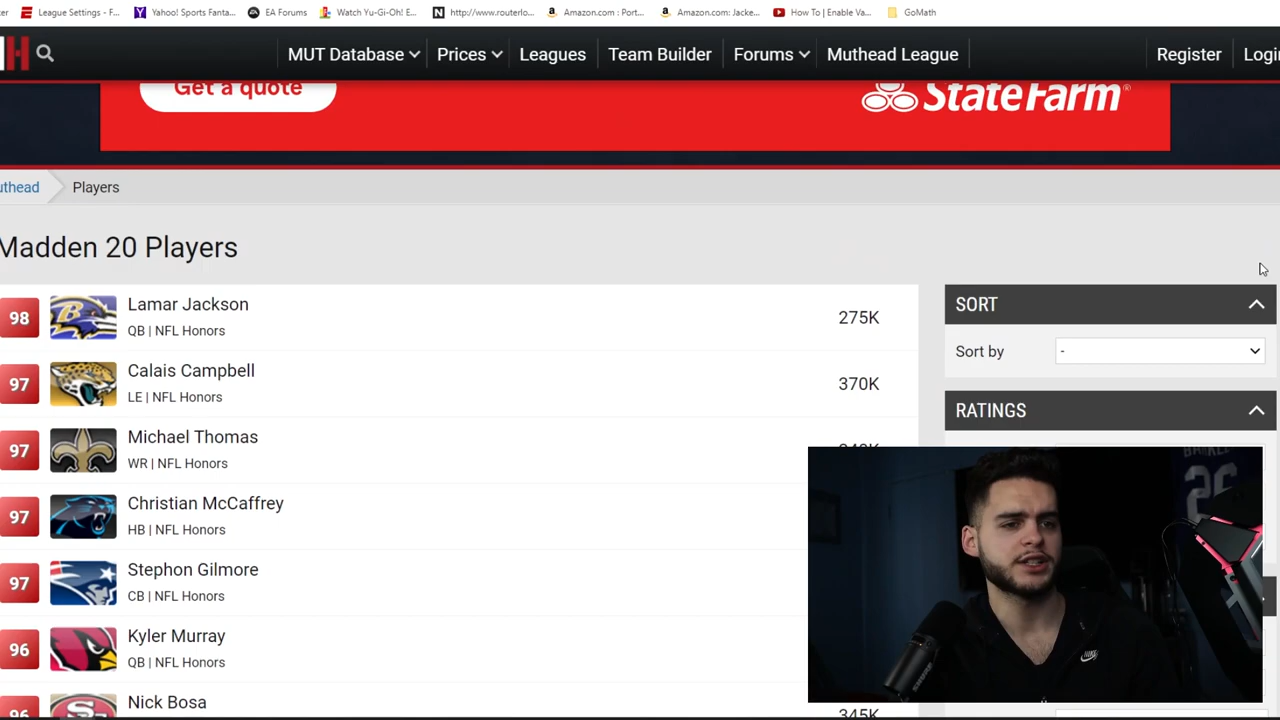 League Settings - F...
Yahoo! Sports Fanta...
EA Forums
Watch Yu-Gi-Oh! E...
http://www.routerlo...
Amazon.com : Port...
Amazon.com: Jacke...
How To | Enable Va...
GoMath
H
MUT Database
Prices
Leagues
Team Builder
Forums
Muthead League
Register
Login
Get a quote
StateFarm
uthead
Players
Madden 20 Players
98
Lamar Jackson
QB | NFL Honors
275K
97
Calais Campbell
LE | NFL Honors
370K
97
Michael Thomas
WR | NFL Honors
97
Christian McCaffrey
HB | NFL Honors
97
Stephon Gilmore
CB | NFL Honors
96
Kyler Murray
QB | NFL Honors
96
Nick Bosa
345K
SORT
Sort by
-
RATINGS
26